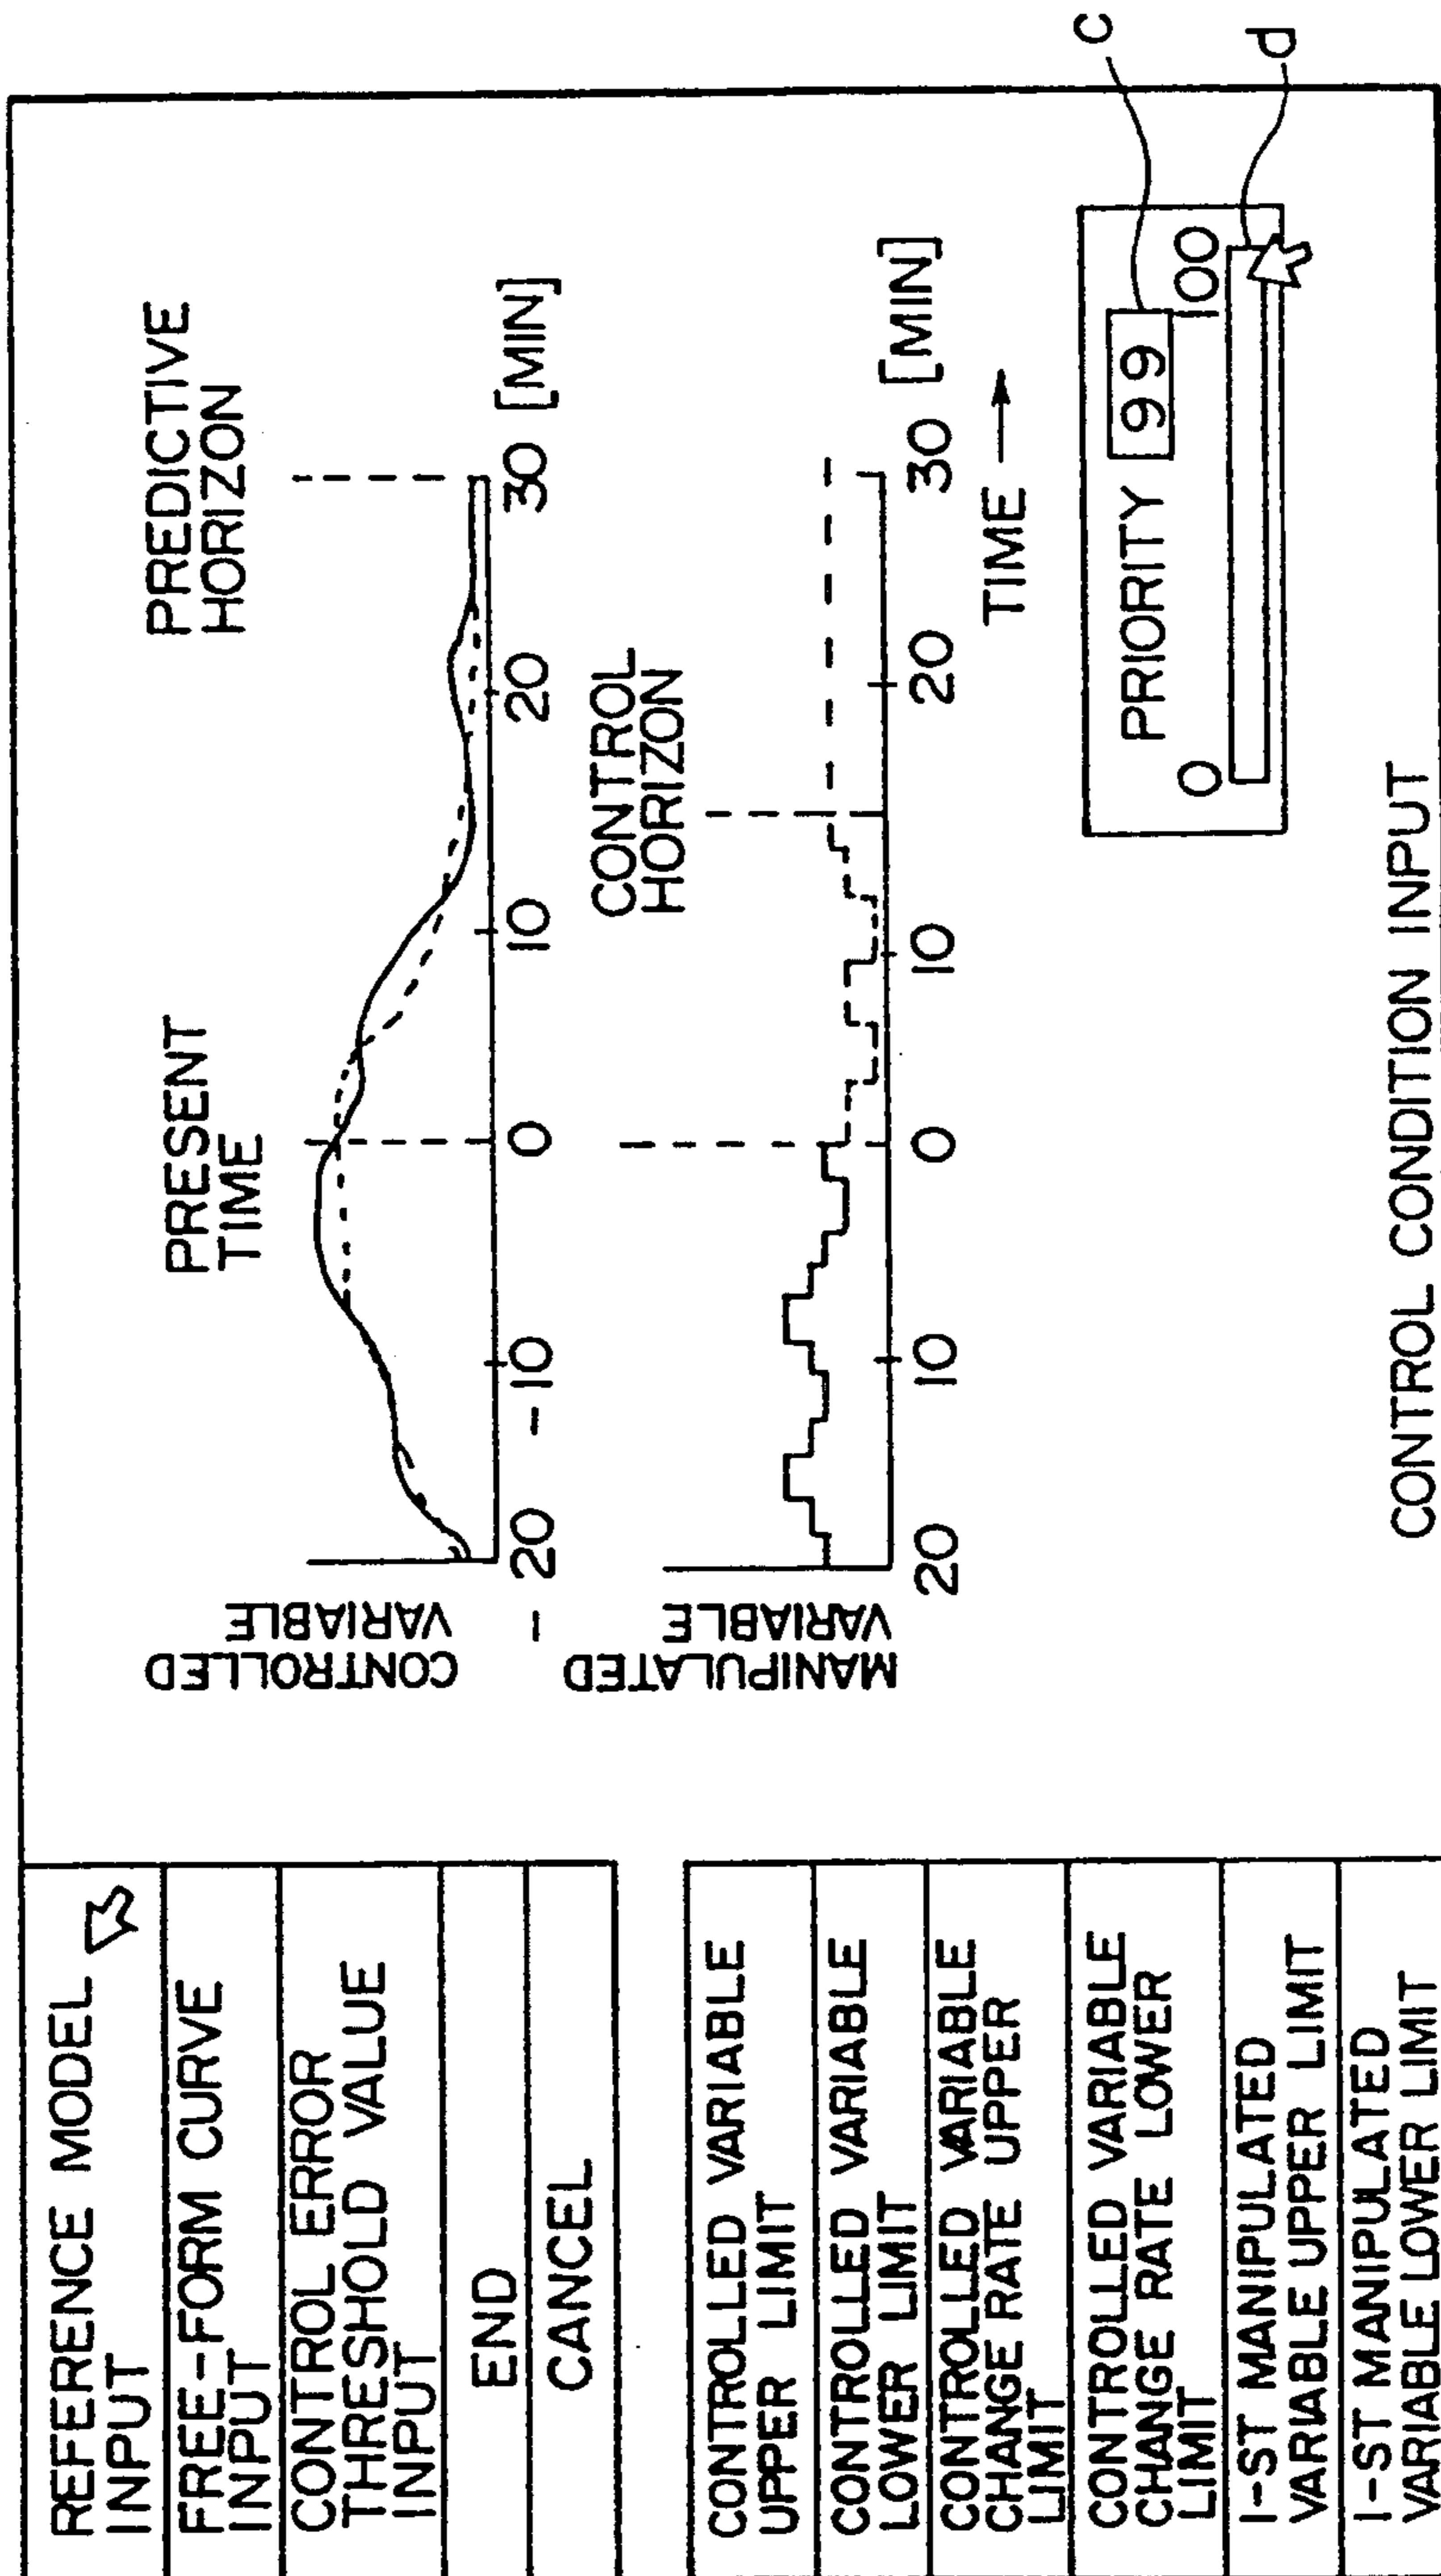 REFERENCE MODEL
INPUT
FREE-FORM CURVE
INPUT
CONTROL ERROR
THRESHOLD VALUE
INPUT
END
CANCEL
CONTROLLED VARIABLE
UPPER LIMIT
CONTROLLED VARIABLE
LOWER LIMIT
CONTROLLED VARIABLE
CHANGE RATE UPPER
LIMIT
CONTROLLED VARIABLE
CHANGE RATE LOWER
LIMIT
1-ST MANIPULATED
VARIABLE UPPER LIMIT
1-ST MANIPULATED
VARIABLE LOWER LIMIT
PRESENT
TIME
PREDICTIVE
HORIZON
CONTROLLED
VARIABLE
-20 -10 0 10 20 30 [MIN]
CONTROL
HORIZON
MANIPULATED
VARIABLE
20 10 0 10 20 30 [MIN]
TIME →
PRIORITY 99
0 100
c
d
CONTROL CONDITION INPUT